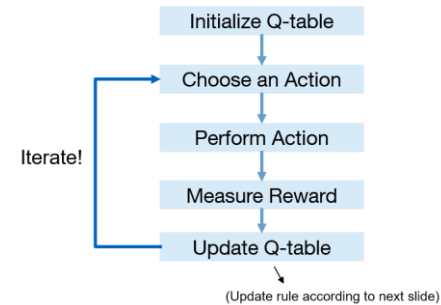 Initialize Q-table
Choose an Action
Perform Action
Iterate!
Measure Reward
Update Q-table
(Update rule according to next slide)